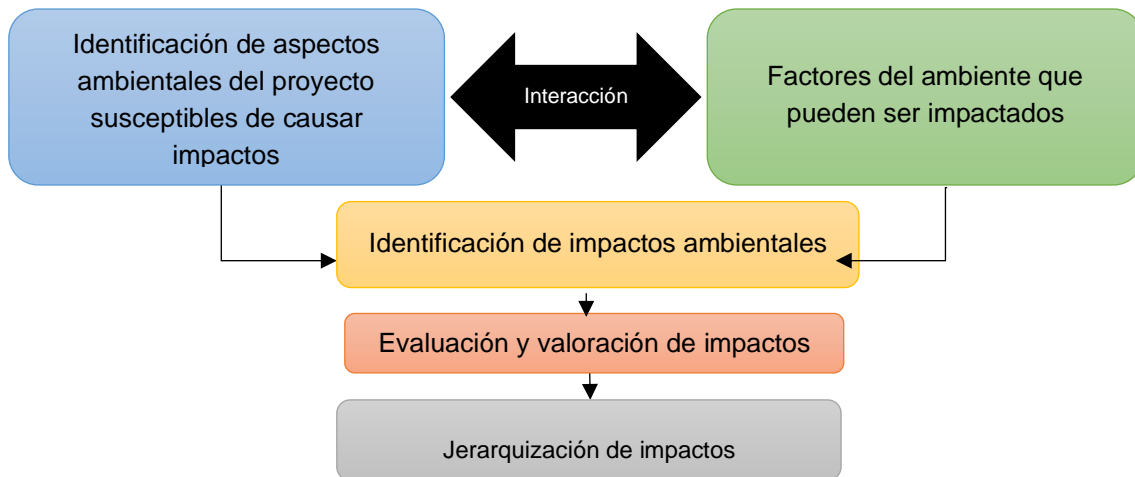 Identificación de aspectos
ambientales del proyecto
susceptibles de causar
impactos
Interacción
Factores del ambiente que
pueden ser impactados
Identificación de impactos ambientales
Evaluación y valoración de impactos
Jerarquización de impactos